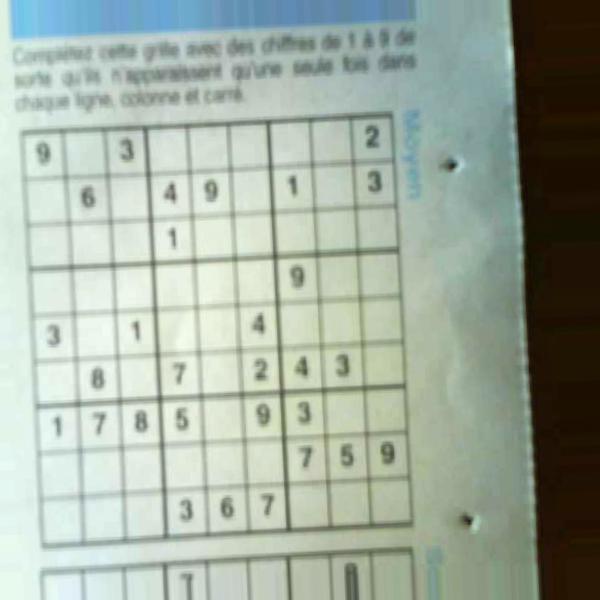 Complétez cette grille avec des chiffres de 1 à 9 de
sorte qu'ils n'apparaissent qu'une seule fois dans
chaque ligne, colonne et carré.
Moyen
9 3 2
6 4 9 1 3
1
9
3 1 4
8 7 2 4 3
1 7 8 5 9 3
7 5 9
3 6 7
7